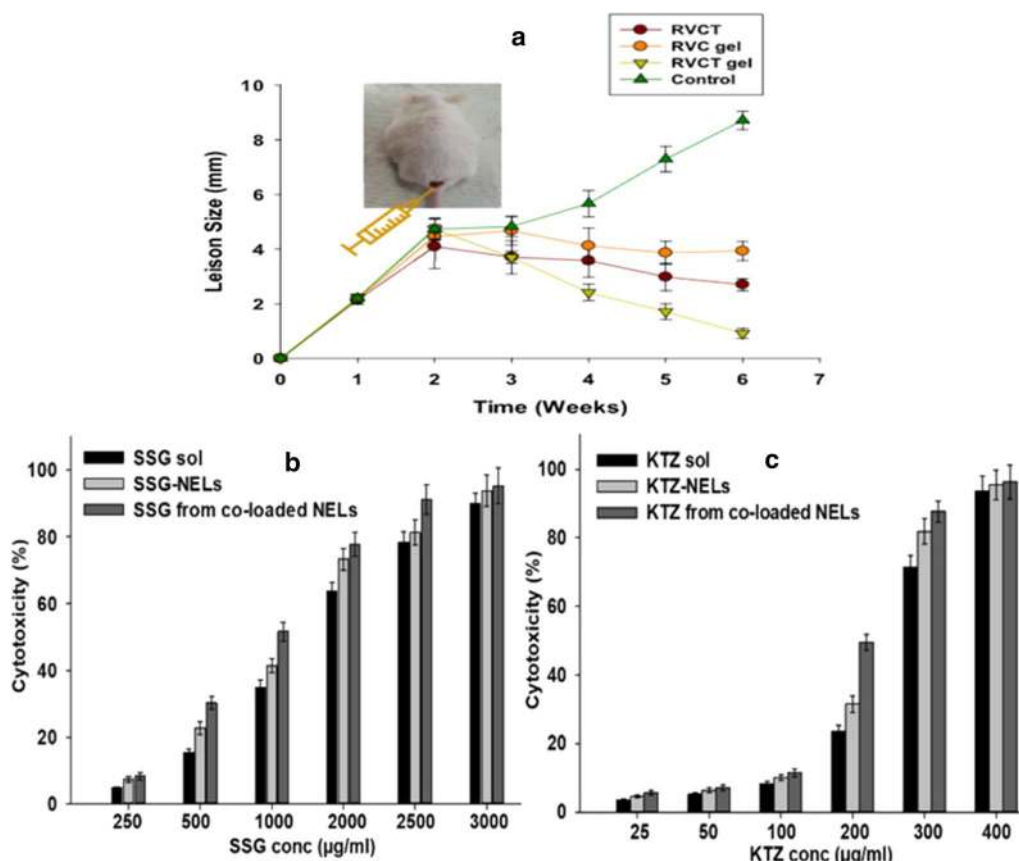 a
RVCT
RVC gel
RVCT gel
Control
10
8
6
4
2
0
Leison Size (mm)
0 1 2 3 4 5 6 7
Time (Weeks)
b
SSG sol
SSG-NELs
SSG from co-loaded NELs
100
80
60
40
20
0
Cytotoxicity (%)
250 500 1000 2000 2500 3000
SSG conc (µg/ml)
c
KTZ sol
KTZ-NELs
KTZ from co-loaded NELs
100
80
60
40
20
0
Cytotoxicity (%)
25 50 100 200 300 400
KTZ conc (µg/ml)